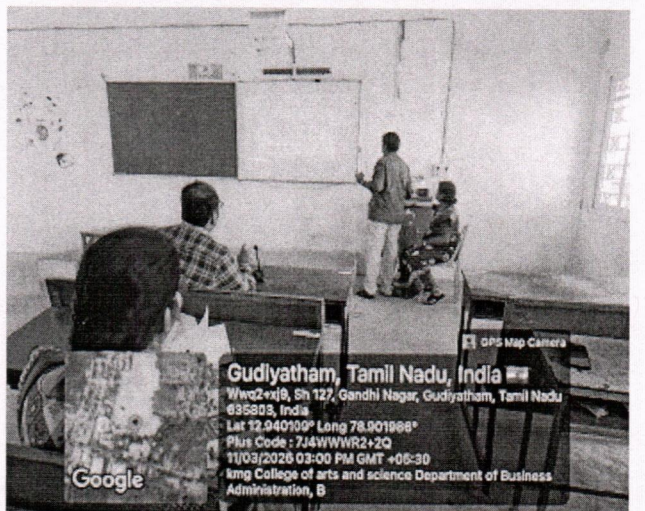 GPS Map Camera
Gudiyatham, Tamil Nadu, India
Wwq2+xj9, Sh 127, Gandhi Nagar, Gudiyatham, Tamil Nadu
635803, India
Lat 12.940109° Long 78.901986°
Plus Code : 7J4WWWR2+2Q
11/03/2026 03:00 PM GMT +05:30
kmg College of arts and science Department of Business
Administration, B
Google